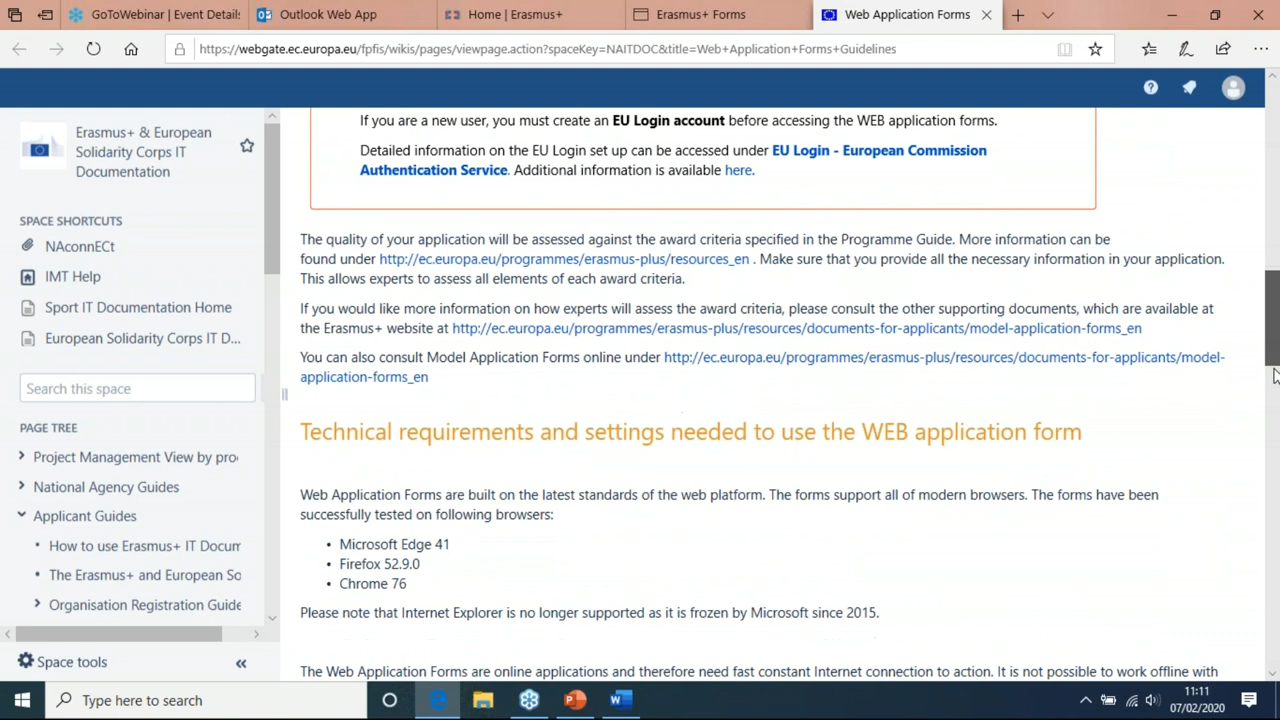 GoToWebinar | Event Details
Outlook Web App
Home | Erasmus+
Erasmus+ Forms
Web Application Forms
https://webgate.ec.europa.eu/fpfis/wikis/pages/viewpage.action?spaceKey=NAITDOC&title=Web+Application+Forms+Guidelines
Erasmus+ & European
Solidarity Corps IT
Documentation
SPACE SHORTCUTS
NAconnECt
IMT Help
Sport IT Documentation Home
European Solidarity Corps IT D...
Search this space
PAGE TREE
Project Management View by pro
National Agency Guides
Applicant Guides
How to use Erasmus+ IT Docum
The Erasmus+ and European So
Organisation Registration Guide
Space tools
If you are a new user, you must create an EU Login account before accessing the WEB application forms.
Detailed information on the EU Login set up can be accessed under EU Login - European Commission
Authentication Service. Additional information is available here.
The quality of your application will be assessed against the award criteria specified in the Programme Guide. More information can be
found under http://ec.europa.eu/programmes/erasmus-plus/resources_en . Make sure that you provide all the necessary information in your application.
This allows experts to assess all elements of each award criteria.
If you would like more information on how experts will assess the award criteria, please consult the other supporting documents, which are available at
the Erasmus+ website at http://ec.europa.eu/programmes/erasmus-plus/resources/documents-for-applicants/model-application-forms_en
You can also consult Model Application Forms online under http://ec.europa.eu/programmes/erasmus-plus/resources/documents-for-applicants/model-
application-forms_en
Technical requirements and settings needed to use the WEB application form
Web Application Forms are built on the latest standards of the web platform. The forms support all of modern browsers. The forms have been
successfully tested on following browsers:
• Microsoft Edge 41
• Firefox 52.9.0
• Chrome 76
Please note that Internet Explorer is no longer supported as it is frozen by Microsoft since 2015.
The Web Application Forms are online applications and therefore need fast constant Internet connection to action. It is not possible to work offline with
Type here to search
11:11
07/02/2020